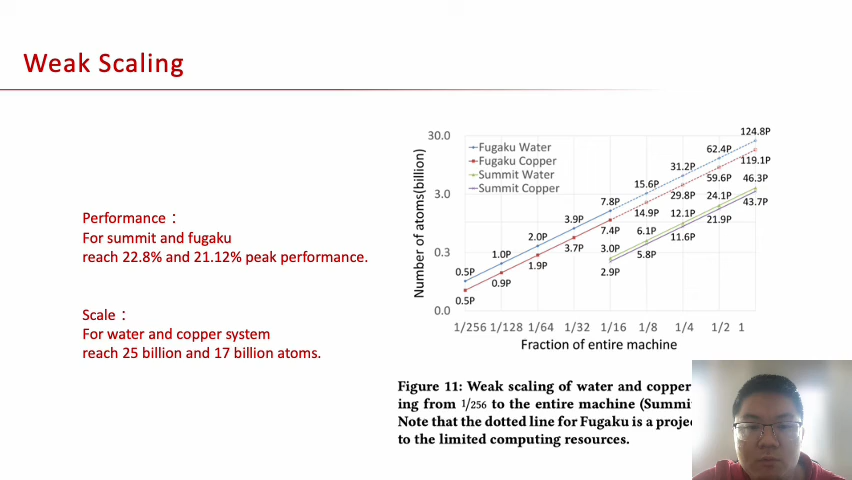 Weak Scaling
Performance：
For summit and fugaku
reach 22.8% and 21.12% peak performance.
Scale：
For water and copper system
reach 25 billion and 17 billion atoms.
Number of atoms(billion)
30.0
3.0
0.3
0.0
Fugaku Water
Fugaku Copper
Summit Water
Summit Copper
0.5P 1.0P 2.0P 3.9P 7.8P 15.6P 31.2P 62.4P 124.8P
0.5P 0.9P 1.9P 3.7P 7.4P 14.9P 29.8P 59.6P 119.1P
3.0P 6.1P 12.1P 24.1P 46.3P
2.9P 5.8P 11.6P 21.9P 43.7P
1/256 1/128 1/64 1/32 1/16 1/8 1/4 1/2 1
Fraction of entire machine
Figure 11: Weak scaling of water and copper
ing from 1/256 to the entire machine (Summi
Note that the dotted line for Fugaku is a proje
to the limited computing resources.